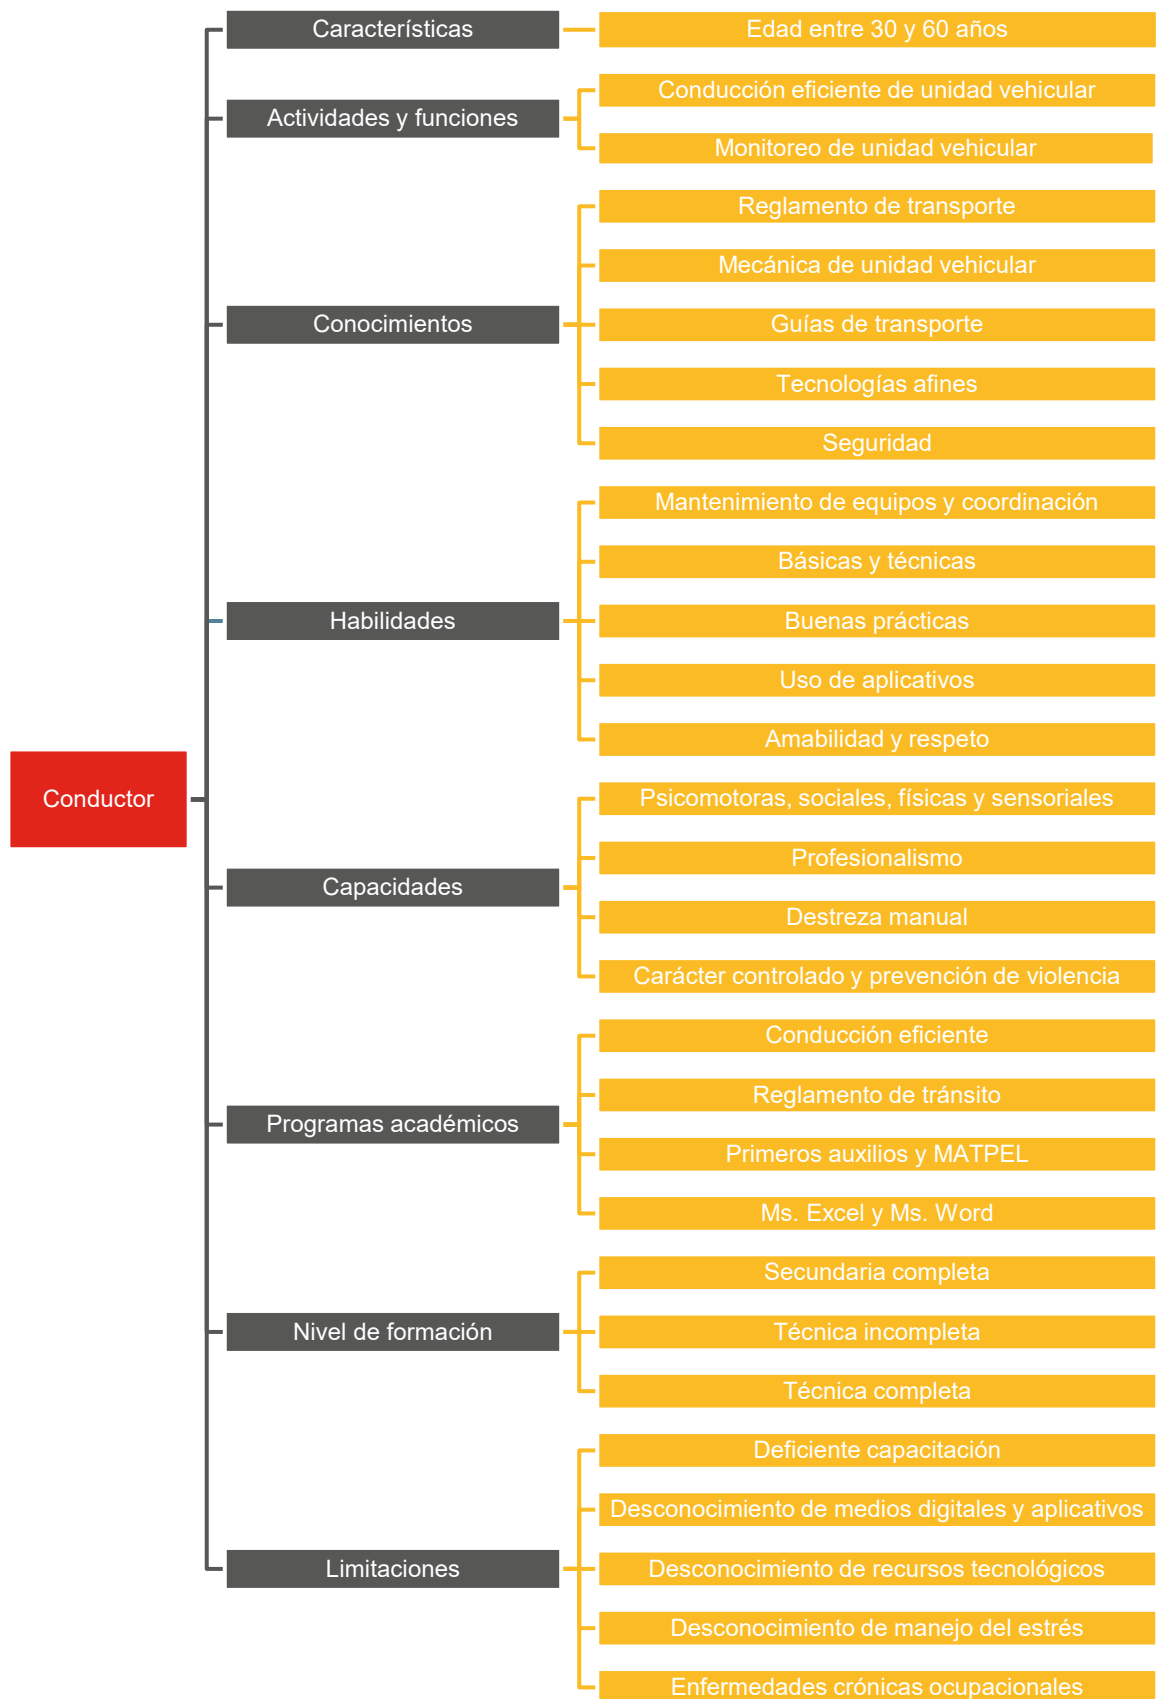 Conductor
Características
Edad entre 30 y 60 años
Actividades y funciones
Conducción eficiente de unidad vehicular
Monitoreo de unidad vehicular
Conocimientos
Reglamento de transporte
Mecánica de unidad vehicular
Guías de transporte
Tecnologías afines
Seguridad
Habilidades
Mantenimiento de equipos y coordinación
Básicas y técnicas
Buenas prácticas
Uso de aplicativos
Amabilidad y respeto
Capacidades
Psicomotoras, sociales, físicas y sensoriales
Profesionalismo
Destreza manual
Carácter controlado y prevención de violencia
Programas académicos
Conducción eficiente
Reglamento de tránsito
Primeros auxilios y MATPEL
Ms. Excel y Ms. Word
Nivel de formación
Secundaria completa
Técnica incompleta
Técnica completa
Limitaciones
Deficiente capacitación
Desconocimiento de medios digitales y aplicativos
Desconocimiento de recursos tecnológicos
Desconocimiento de manejo del estrés
Enfermedades crónicas ocupacionales